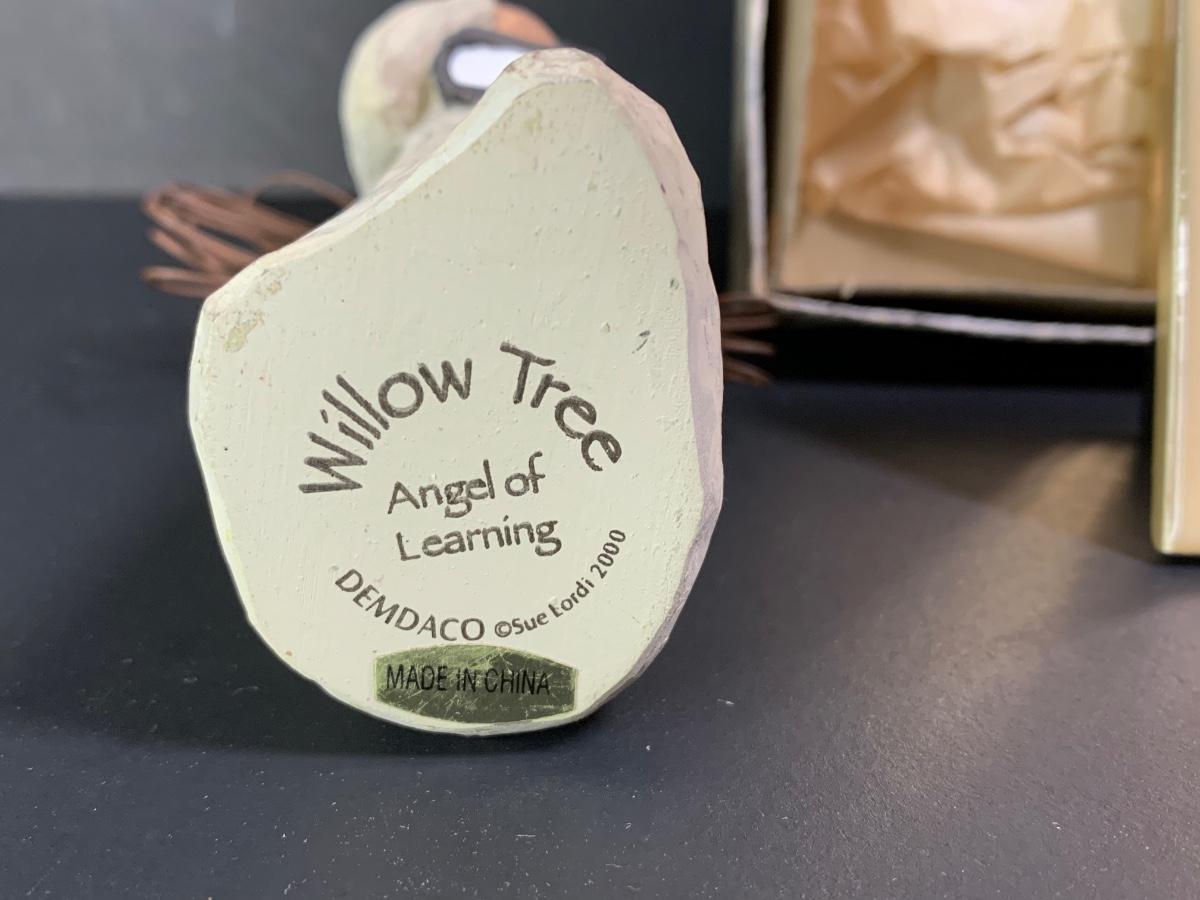 Willow Tree
Angel of
Learning
DEMDACO ©Sue Lordi 2000
MADE IN CHINA